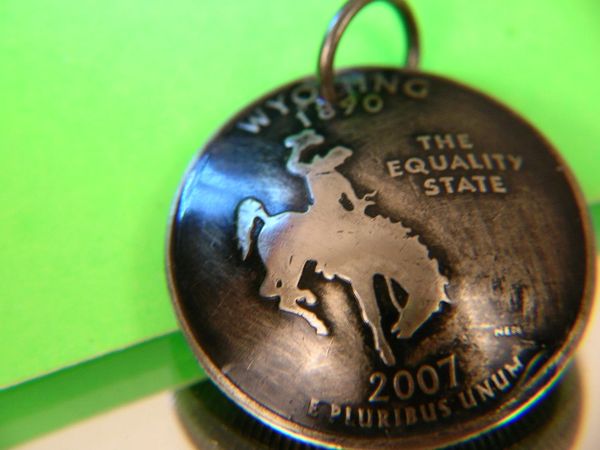 WYOMING
1890
THE
EQUALITY
STATE
2007
E PLURIBUS UNUM